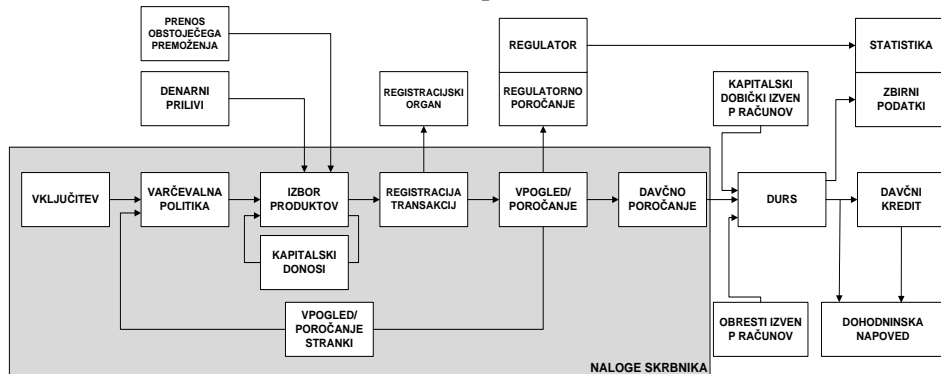 PRENOS
OBSTOJEČEGA
PREMOŽENJA
REGULATOR
STATISTIKA
DENARNI
PRILIVI
REGISTRACIJSKI
ORGAN
REGULATORNO
POROČANJE
KAPITALSKI
DOBIČKI IZVEN
P RAČUNOV
ZBIRNI
PODATKI
VKLJUČITEV
VARČEVALNA
POLITIKA
IZBOR
PRODUKTOV
REGISTRACIJA
TRANSAKCIJ
VPOGLED/
POROČANJE
DAVČNO
POROČANJE
DURS
DAVČNI
KREDIT
KAPITALSKI
DONOSI
VPOGLED/
POROČANJE
STRANKI
OBRESTI IZVEN
P RAČUNOV
DOHODNINSKA
NAPOVED
NALOGE SKRBNIKA